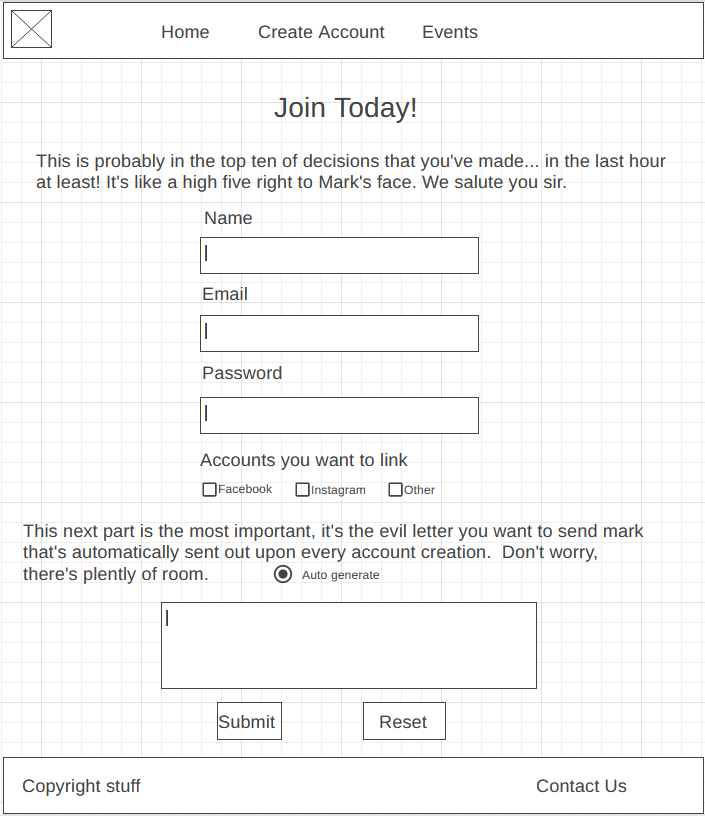 Home Create Account Events
Join Today!
This is probably in the top ten of decisions that you've made... in the last hour
at least! It's like a high five right to Mark's face. We salute you sir.
Name
Email
Password
Accounts you want to link
Facebook Instagram Other
This next part is the most important, it's the evil letter you want to send mark
that's automatically sent out upon every account creation.  Don't worry,
there's plently of room. Auto generate
Submit Reset
Copyright stuff Contact Us